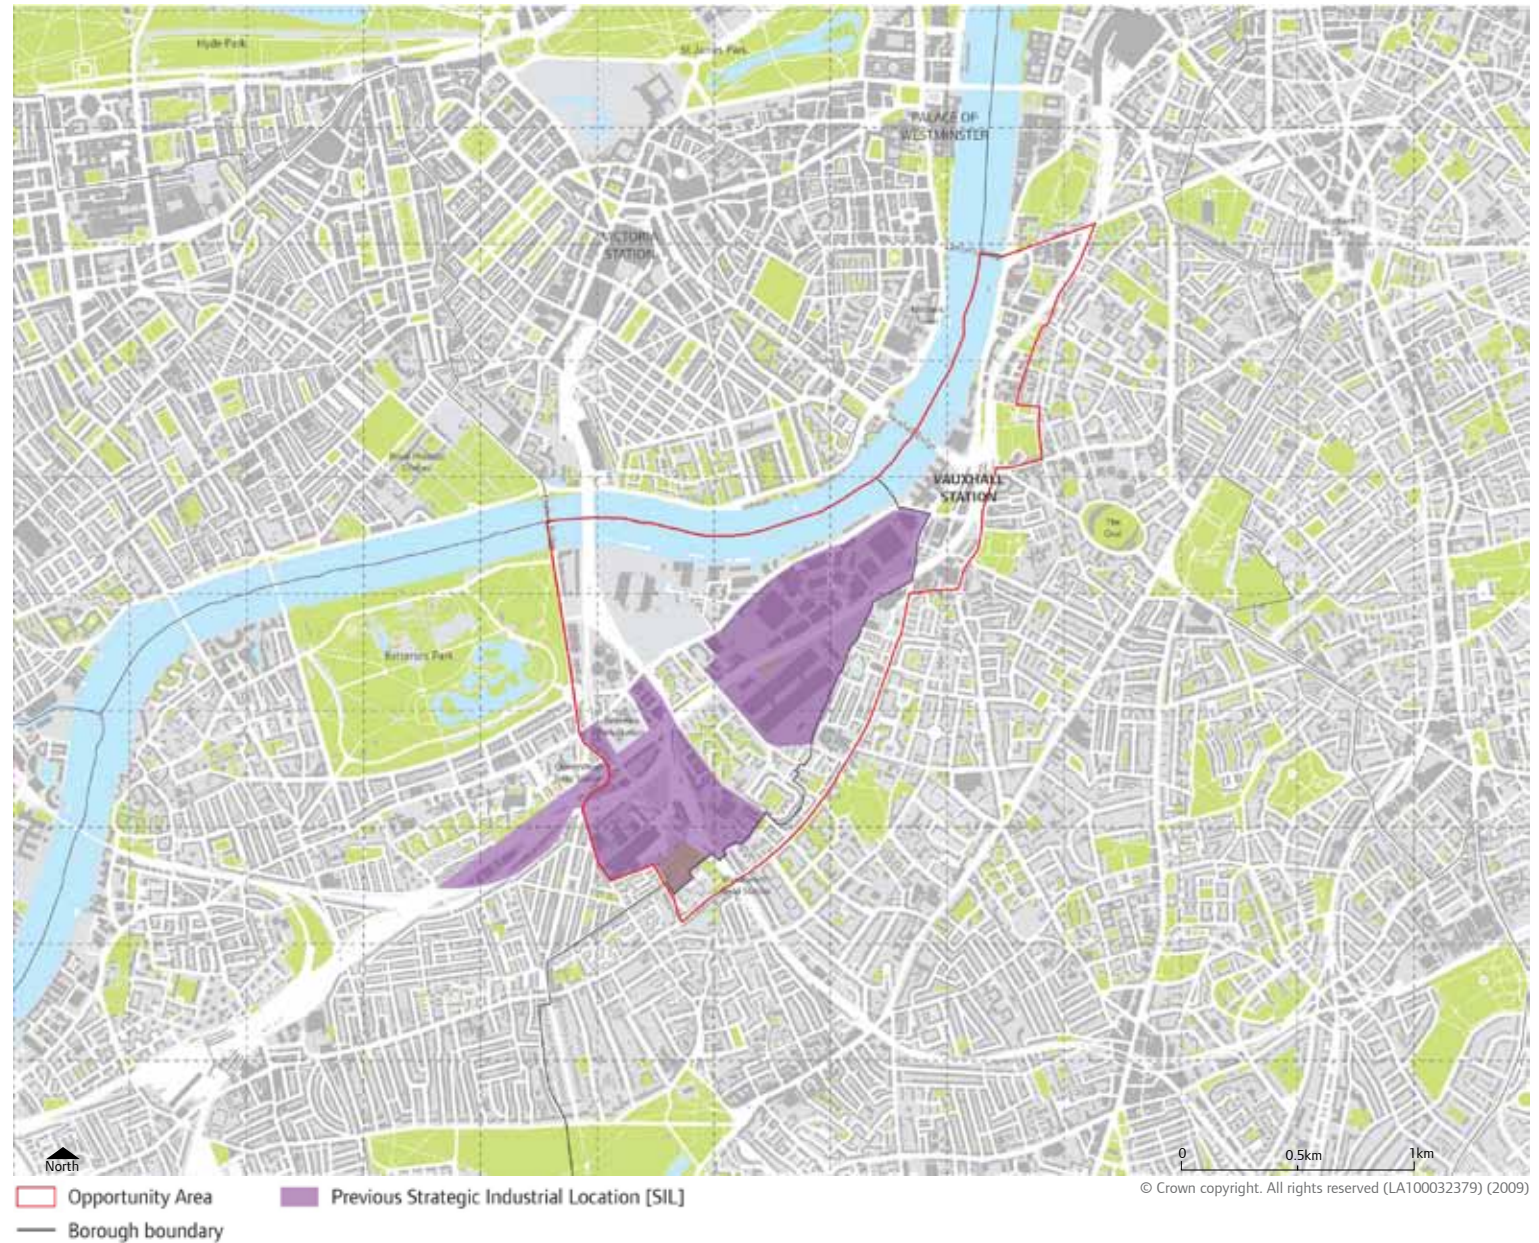 Hyde Park
St James Park
PALACE OF
WESTMINSTER
VICTORIA
STATION
VAUXHALL
STATION
The
Oval
Battersea Park
North
0
0.5km
1km
© Crown copyright. All rights reserved (LA100032379) (2009)
Opportunity Area
Previous Strategic Industrial Location [SIL]
Borough boundary